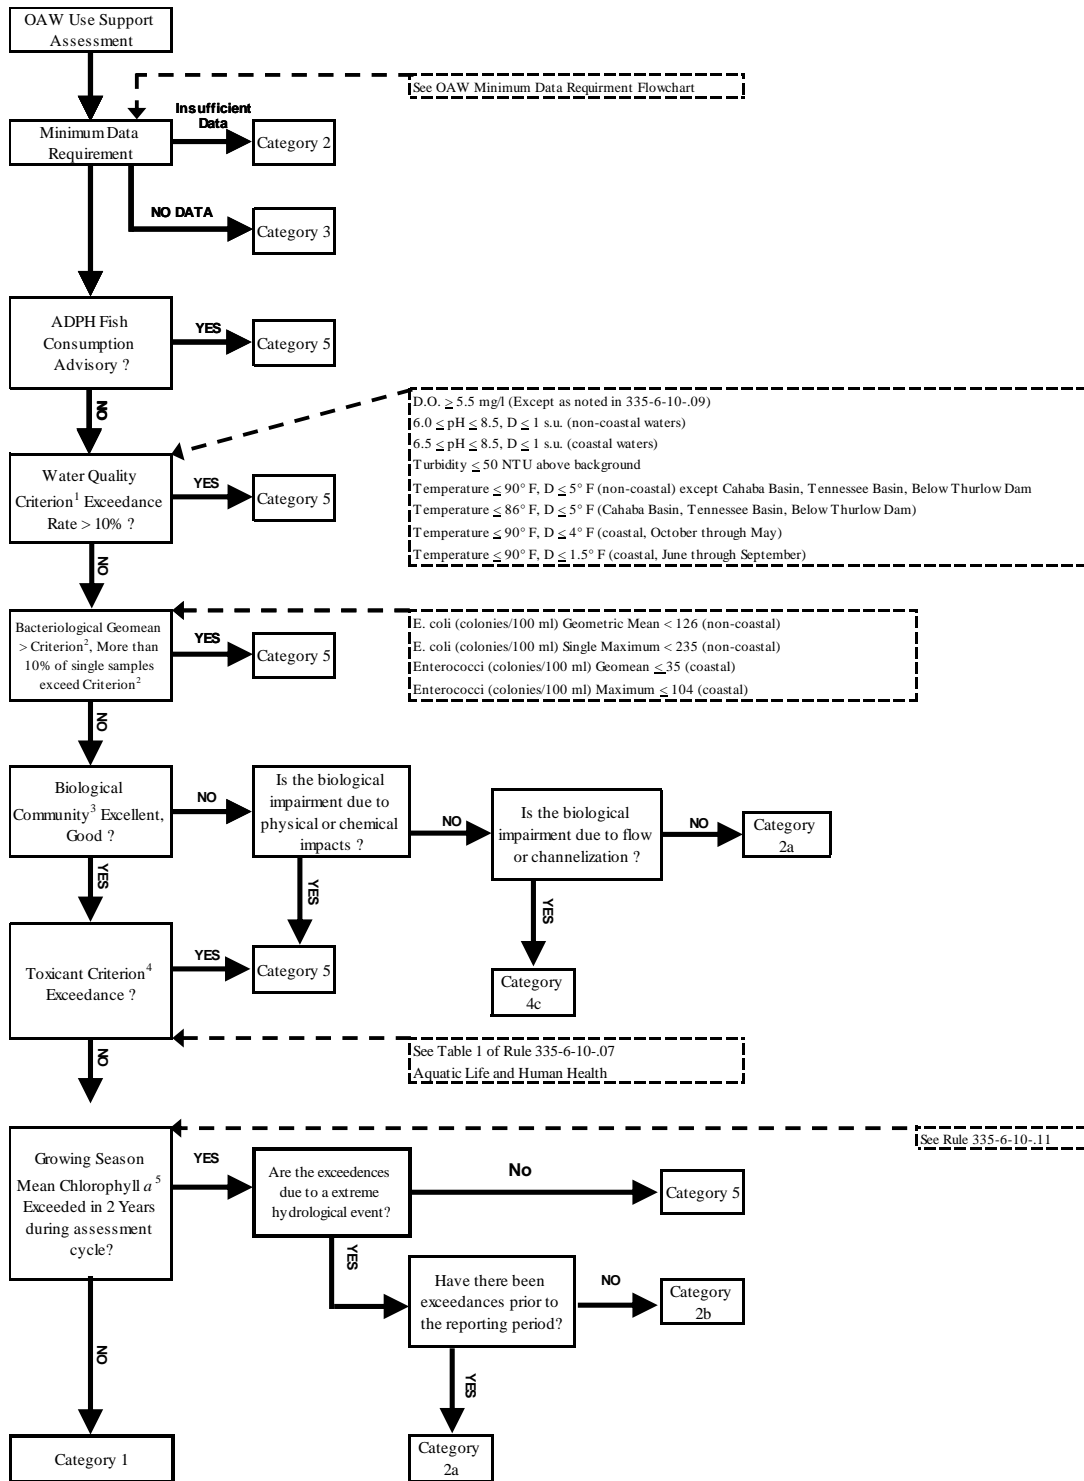 OAW Use Support
Assessment
See OAW Minimum Data Requirment Flowchart
Insufficient
Data
Minimum Data
Requirement
Category 2
NO DATA
Category 3
ADPH Fish
Consumption
Advisory ?
YES
Category 5
NO
D.O. ≥ 5.5 mg/l (Except as noted in 335-6-10-.09)
6.0 ≤ pH ≤ 8.5, D ≤ 1 s.u. (non-coastal waters)
6.5 ≤ pH ≤ 8.5, D ≤ 1 s.u. (coastal waters)
Turbidity ≤ 50 NTU above background
Temperature ≤ 90° F, D ≤ 5° F (non-coastal) except Cahaba Basin, Tennessee Basin, Below Thurlow Dam
Temperature ≤ 86° F, D ≤ 5° F (Cahaba Basin, Tennessee Basin, Below Thurlow Dam)
Temperature ≤ 90° F, D ≤ 4° F (coastal, October through May)
Temperature ≤ 90° F, D ≤ 1.5° F (coastal, June through September)
Water Quality
Criterion1 Exceedance
Rate > 10% ?
YES
Category 5
NO
Bacteriological Geomean
> Criterion2, More than
10% of single samples
exceed Criterion2
YES
Category 5
E. coli (colonies/100 ml) Geometric Mean < 126 (non-coastal)
E. coli (colonies/100 ml) Single Maximum < 235 (non-coastal)
Enterococci (colonies/100 ml) Geomean ≤ 35 (coastal)
Enterococci (colonies/100 ml) Maximum ≤ 104 (coastal)
NO
Biological
Community3 Excellent,
Good ?
NO
Is the biological
impairment due to
physical or chemical
impacts ?
NO
Is the biological
impairment due to flow
or channelization ?
NO
Category
2a
YES
YES
YES
Toxicant Criterion4
Exceedance ?
YES
Category 5
Category
4c
NO
See Table 1 of Rule 335-6-10-.07
Aquatic Life and Human Health
See Rule 335-6-10-.11
Growing Season
Mean Chlorophyll a5
Exceeded in 2 Years
during assessment
cycle?
YES
Are the exceedences
due to a extreme
hydrological event?
No
Category 5
YES
Have there been
exceedances prior to
the reporting period?
NO
Category
2b
NO
YES
Category 1
Category
2a